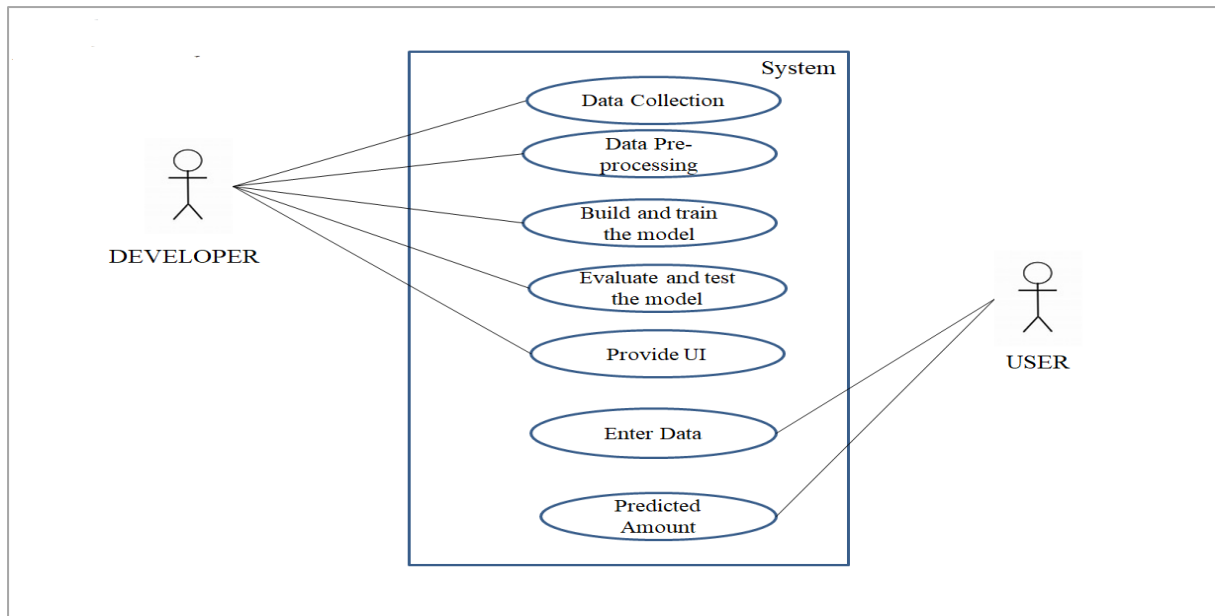 System
Data Collection
Data Pre-
processing
Build and train
the model
DEVELOPER
Evaluate and test
the model
Provide UI
USER
Enter Data
Predicted
Amount